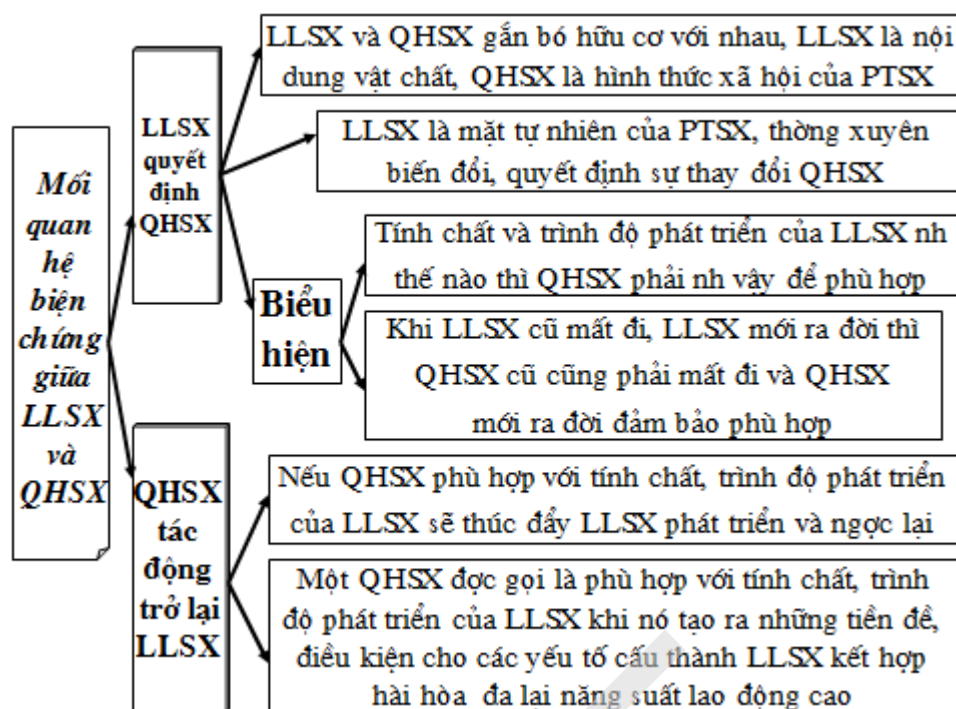 Mối
quan
hệ
biện
chứng
giữa
LLSX
và
QHSX
LLSX
quyết
định
QHSX
LLSX và QHSX gắn bó hữu cơ với nhau, LLSX là nội
dung vật chất, QHSX là hình thức xã hội của PTSX
LLSX là mặt tự nhiên của PTSX, thờng xuyên
biến đổi, quyết định sự thay đổi QHSX
Biểu
hiện
Tính chất và trình độ phát triển của LLSX nh
thế nào thì QHSX phải nh vậy để phù hợp
Khi LLSX cũ mất đi, LLSX mới ra đời thì
QHSX cũ cũng phải mất đi và QHSX
mới ra đời đảm bảo phù hợp
QHSX
tác
động
trở lại
LLSX
Nếu QHSX phù hợp với tính chất, trình độ phát triển
của LLSX sẽ thúc đẩy LLSX phát triển và ngợc lại
Một QHSX đợc gọi là phù hợp với tính chất, trình
độ phát triển của LLSX khi nó tạo ra những tiền đề,
điều kiện cho các yếu tố cấu thành LLSX kết hợp
hài hòa đa lại năng suất lao động cao